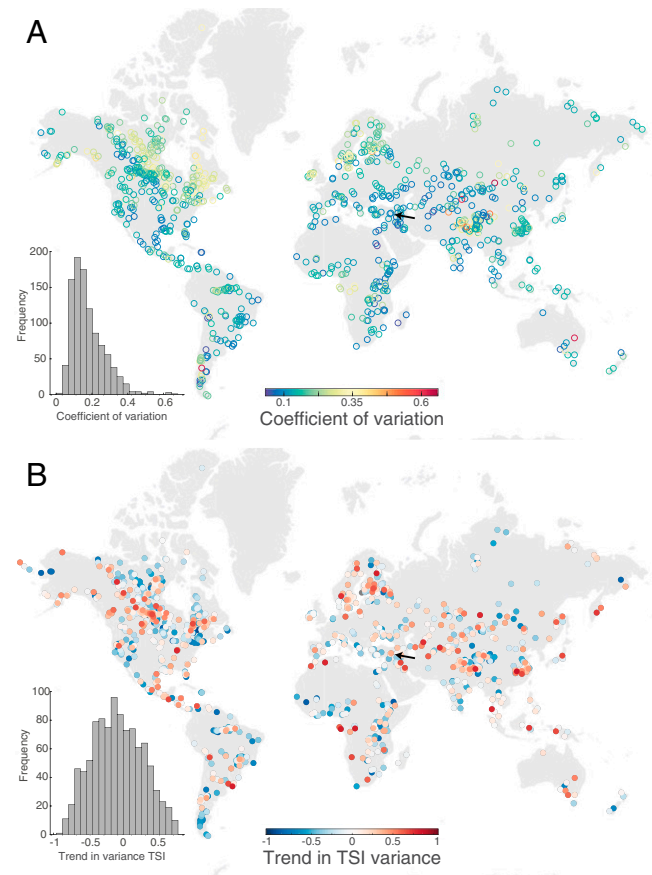 A
200
150
100
50
0
Frequency
0 0.2 0.4 0.6
Coefficient of variation
0.1 0.35 0.6
Coefficient of variation
B
100
80
60
40
20
0
Frequency
-1 -0.5 0 0.5
Trend in variance TSI
-1 -0.5 0 0.5 1
Trend in TSI variance